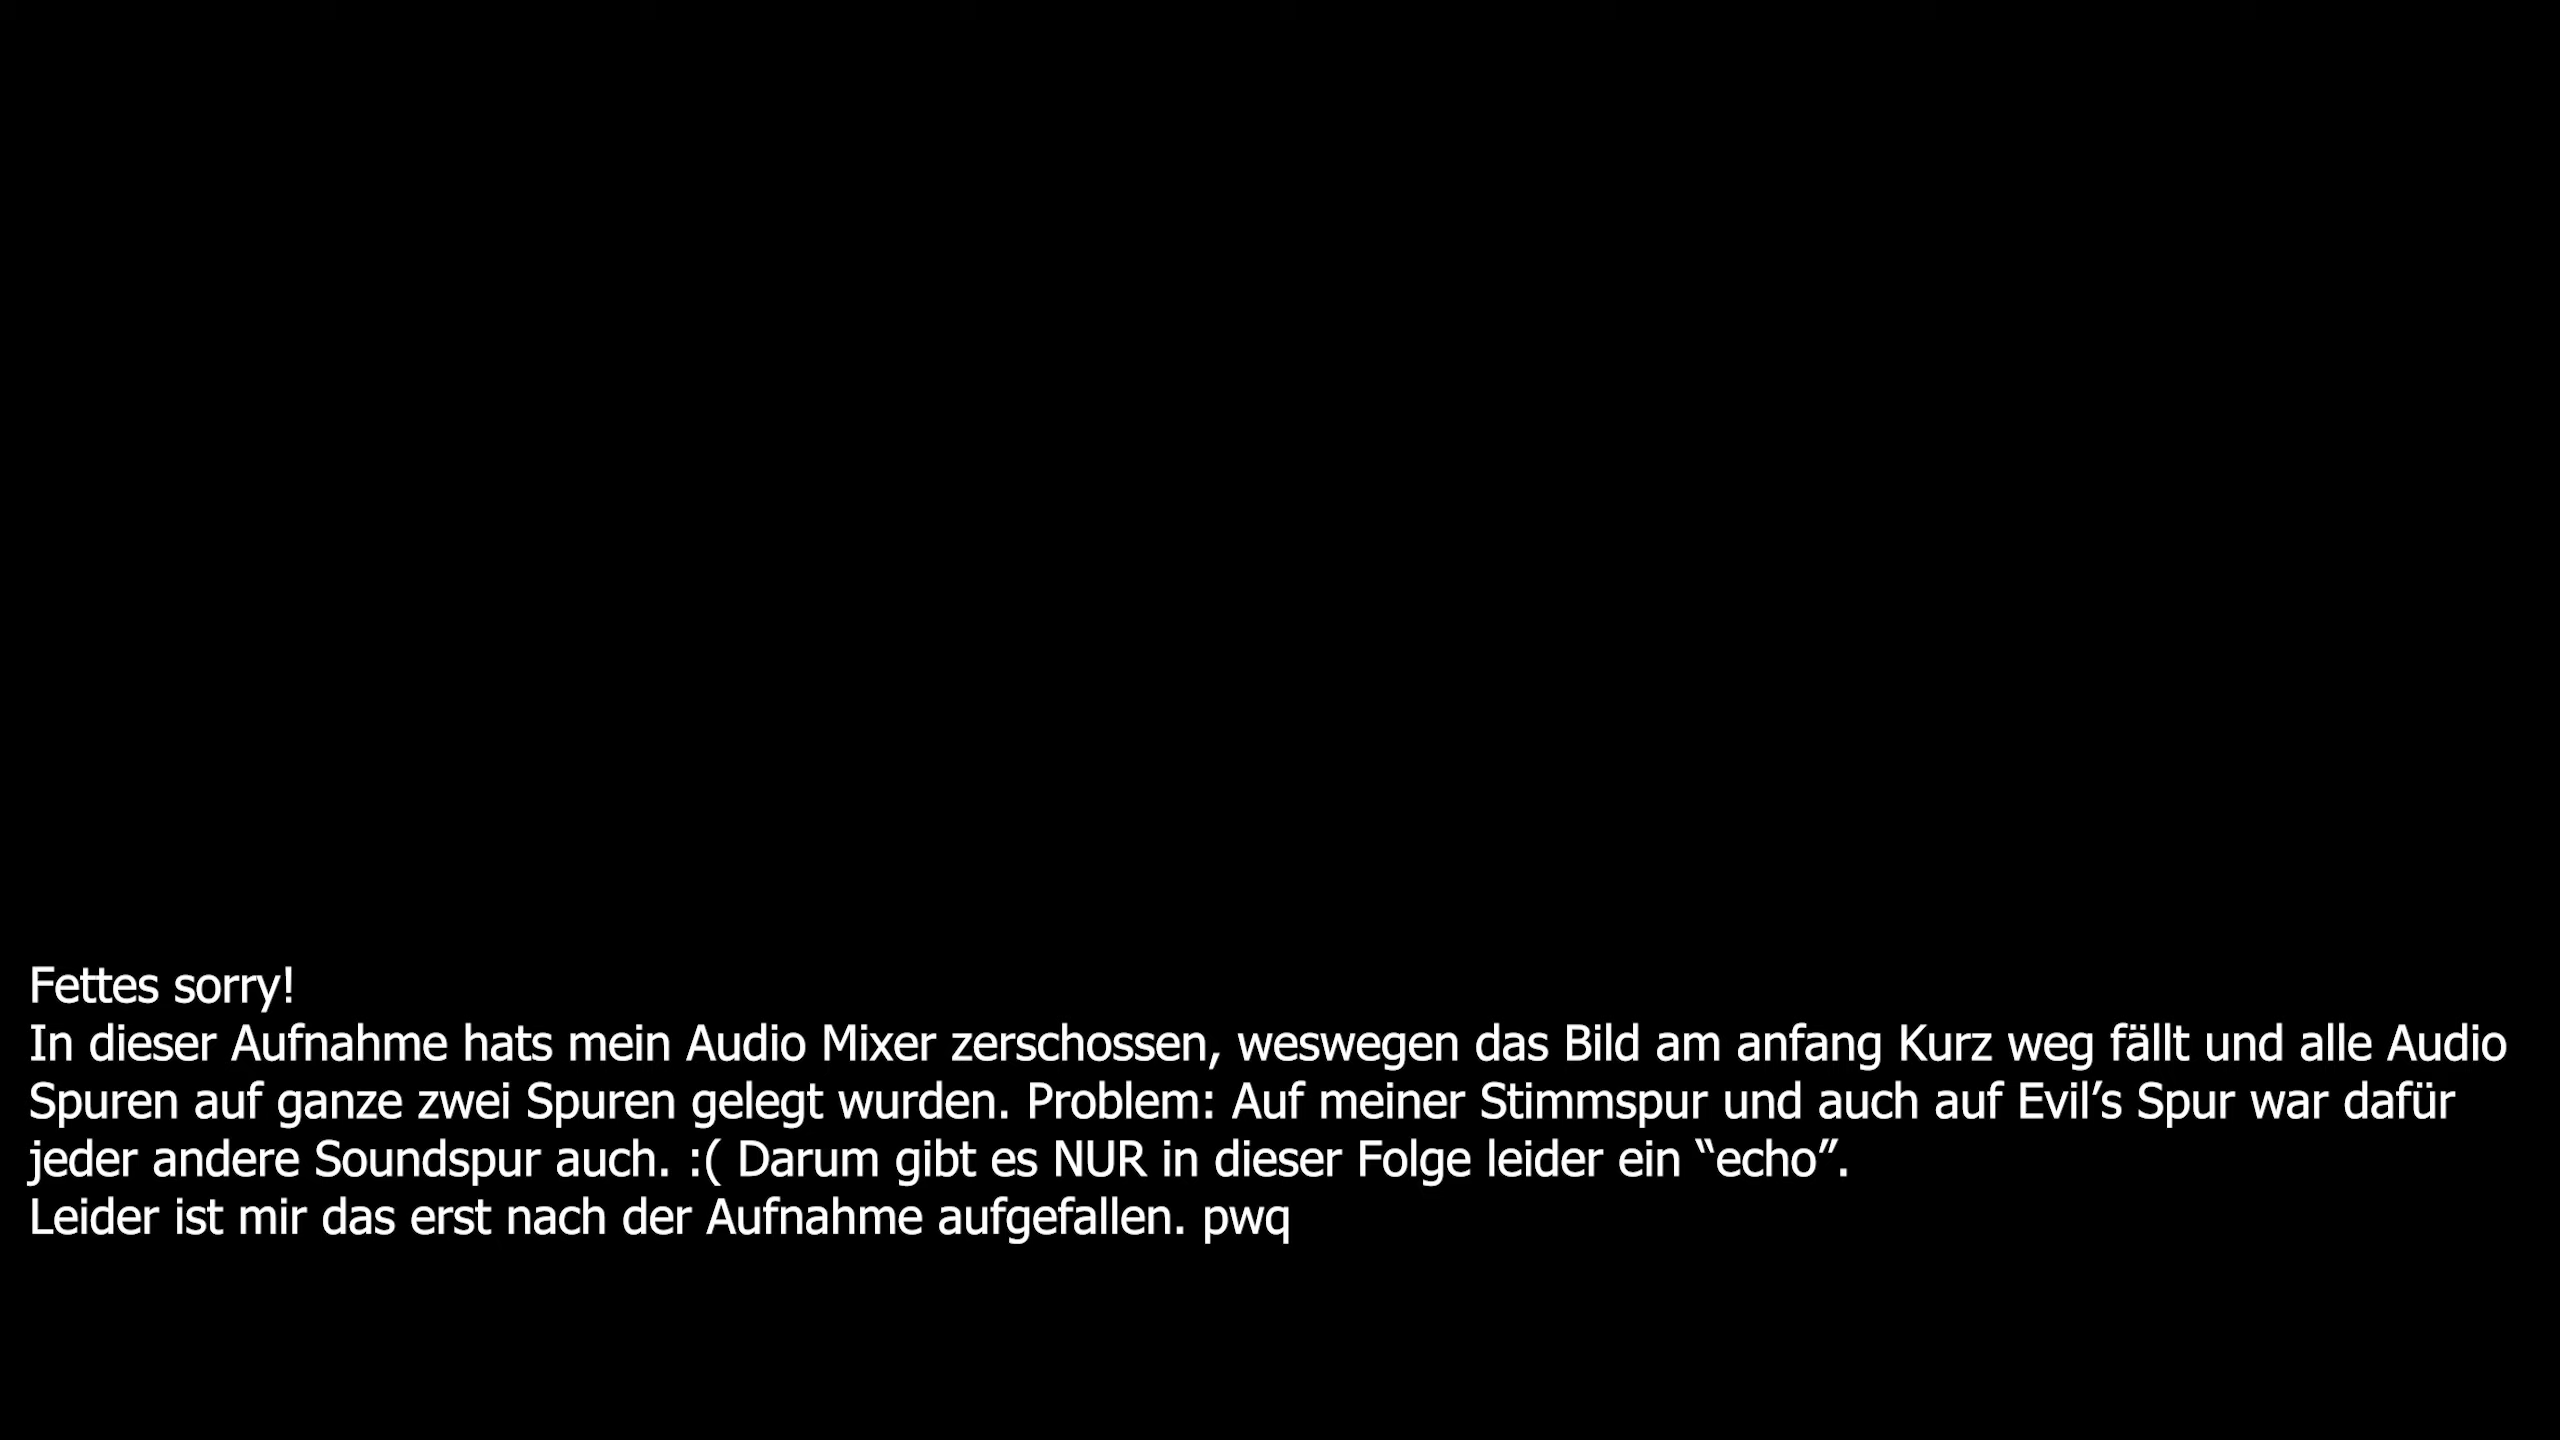 Fettes sorry!
In dieser Aufnahme hats mein Audio Mixer zerschossen, weswegen das Bild am anfang Kurz weg fällt und alle Audio
Spuren auf ganze zwei Spuren gelegt wurden. Problem: Auf meiner Stimmspur und auch auf Evil’s Spur war dafür
jeder andere Soundspur auch. :( Darum gibt es NUR in dieser Folge leider ein “echo”.
Leider ist mir das erst nach der Aufnahme aufgefallen. pwq